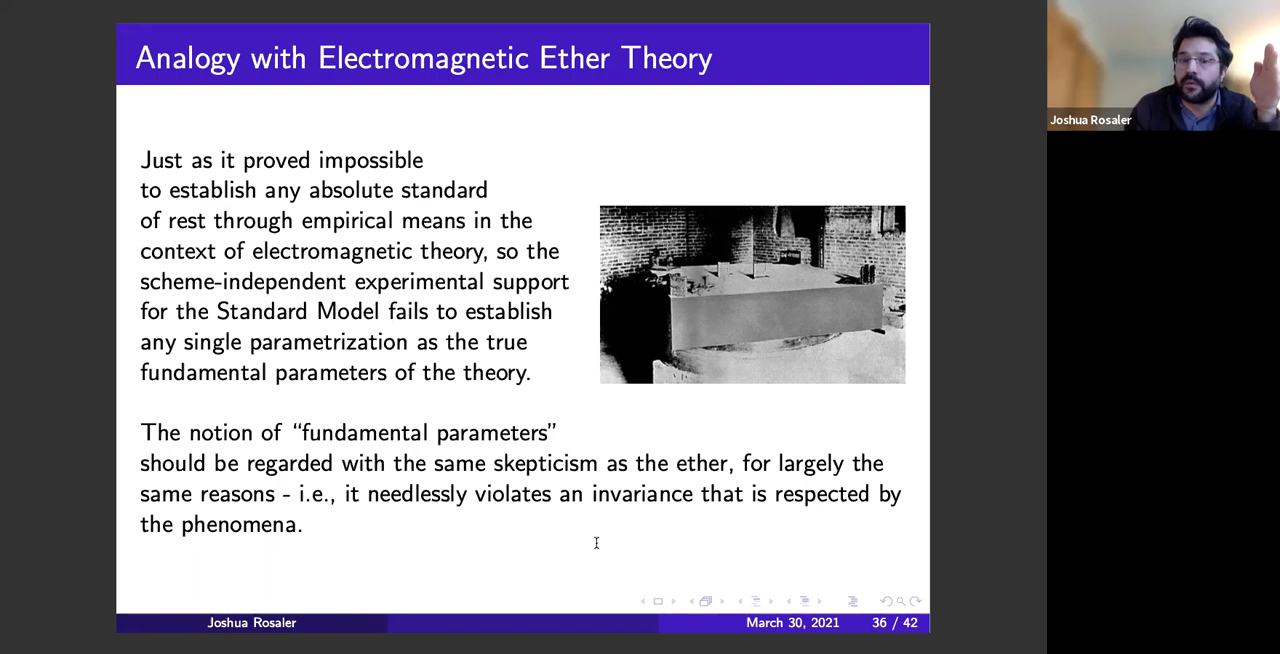 Analogy with Electromagnetic Ether Theory
Just as it proved impossible
to establish any absolute standard
of rest through empirical means in the
context of electromagnetic theory, so the
scheme-independent experimental support
for the Standard Model fails to establish
any single parametrization as the true
fundamental parameters of the theory.
The notion of “fundamental parameters”
should be regarded with the same skepticism as the ether, for largely the
same reasons - i.e., it needlessly violates an invariance that is respected by
the phenomena.
Joshua Rosaler
March 30, 2021
36 / 42
Joshua Rosaler